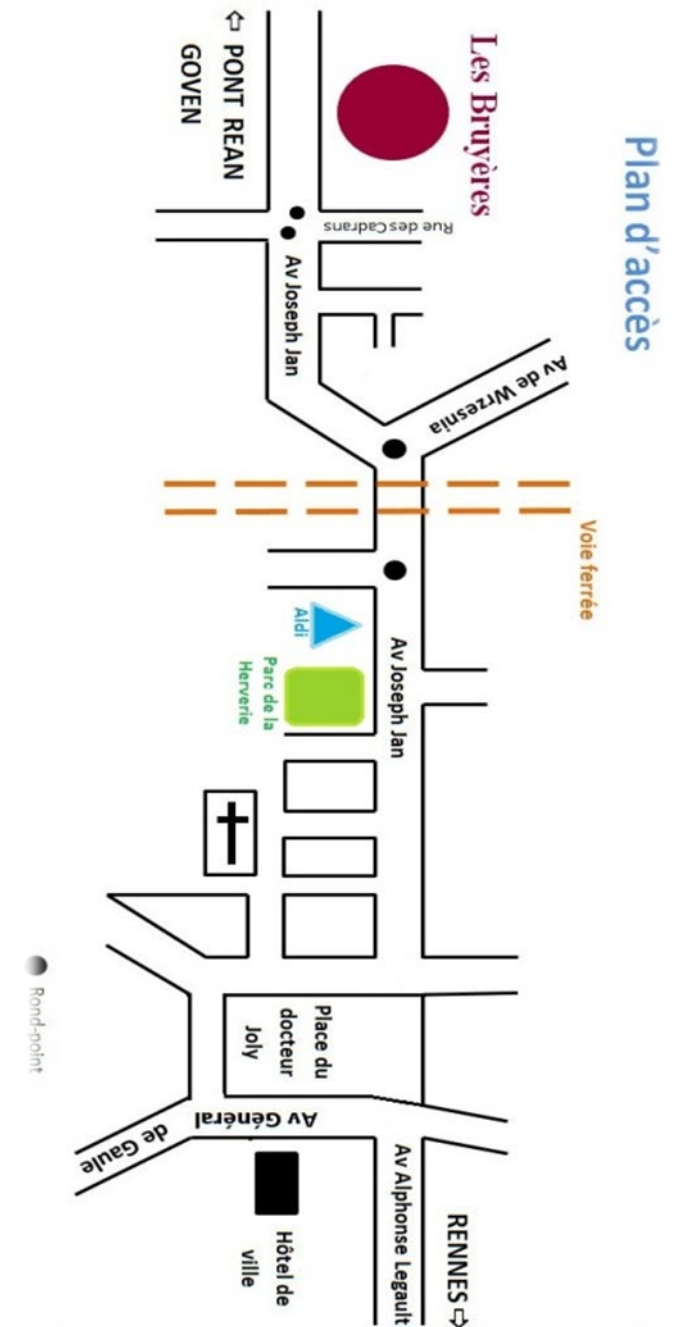 Plan d'accès
Les Bruyères
⇦ PONT REAN
GOVEN
Rue des Cadrans
Av Joseph Jan
Av de Wrzesnia
Voie ferrée
Aldi
Parc de la
Herverie
Av Joseph Jan
Place du
docteur
Joly
Av Général
de Gaule
Hôtel de
ville
Av Alphonse Legault
RENNES ⇨
Rond-point